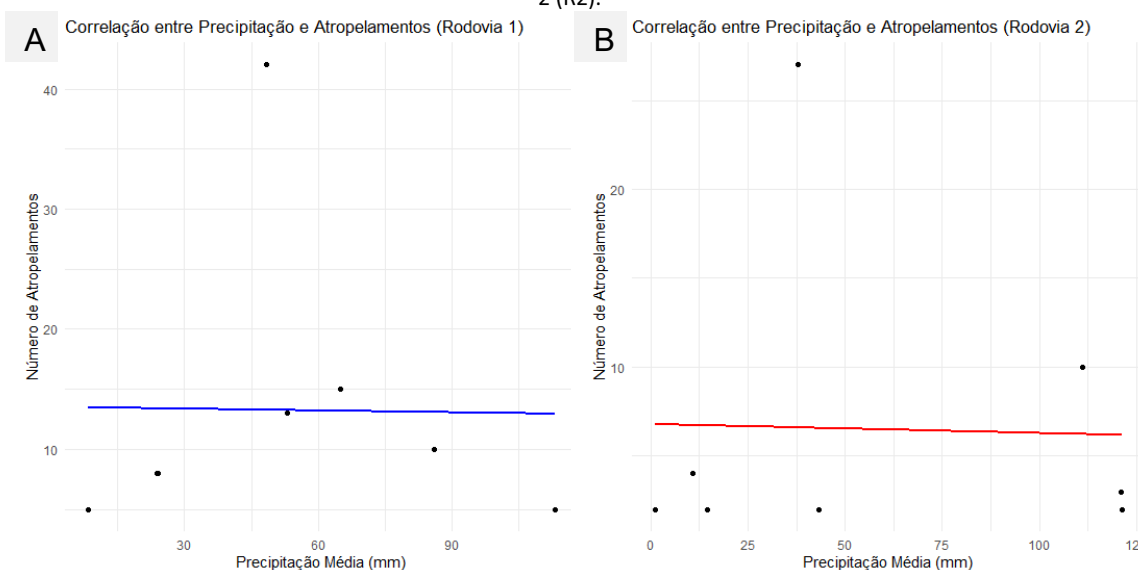 2 (R2).
A
Correlação entre Precipitação e Atropelamentos (Rodovia 1)
Número de Atropelamentos
40
30
20
10
30
60
90
Precipitação Média (mm)
B
Correlação entre Precipitação e Atropelamentos (Rodovia 2)
Número de Atropelamentos
20
10
0
25
50
75
100
Precipitação Média (mm)